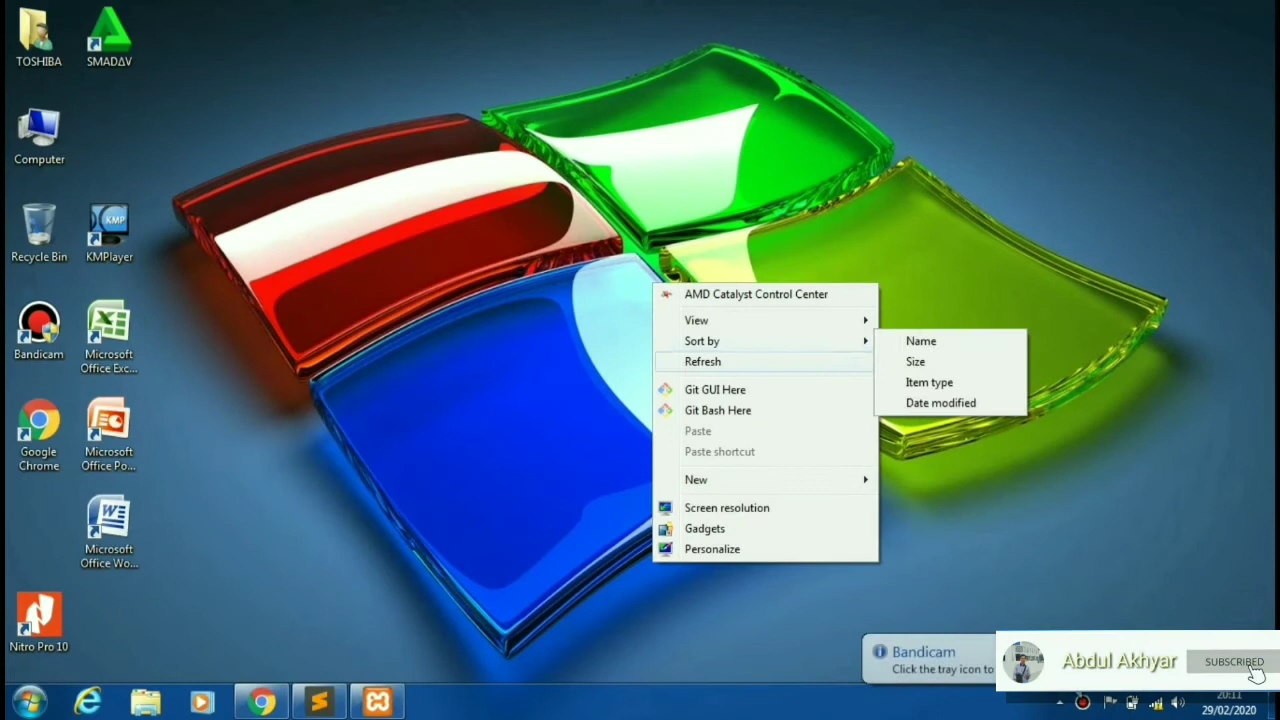 TOSHIBA
SMADAV
Computer
Recycle Bin
KMP
KMPlayer
Bandicam
Microsoft
Office Exc...
Google
Chrome
Microsoft
Office Po...
Microsoft
Office Wo...
Nitro Pro 10
AMD Catalyst Control Center
View
Sort by
Refresh
Git GUI Here
Git Bash Here
Paste
Paste shortcut
New
Screen resolution
Gadgets
Personalize
Name
Size
Item type
Date modified
Bandicam
Click the tray icon to
Abdul Akhyar
SUBSCRIBED
20:11
29/02/2020